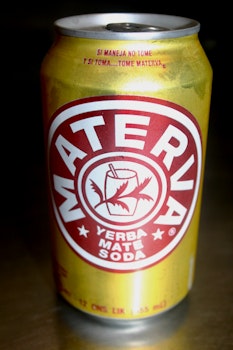 SI MANEJA NO TOME
Y SI TOMA... TOME MATERVA
MATERVA
®
YERBA
MATE
SODA